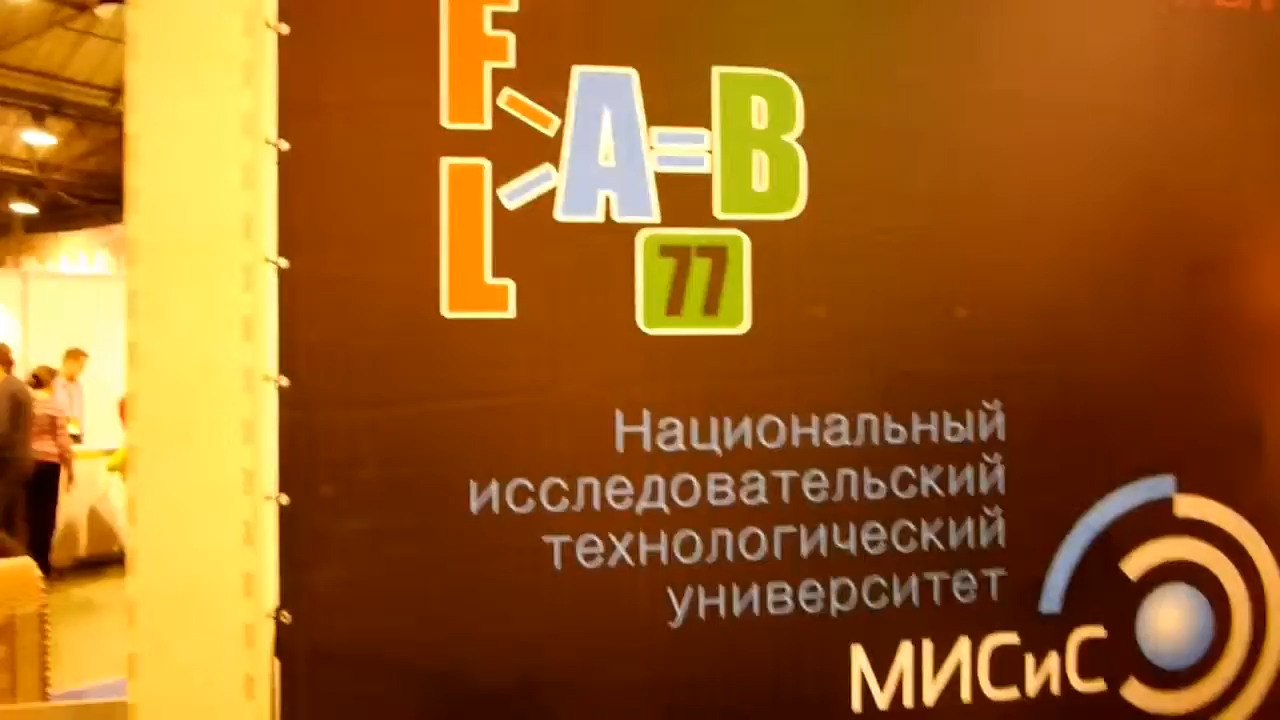 F
A=B
L
77
Национальный
исследовательский
технологический
университет
МИСиС